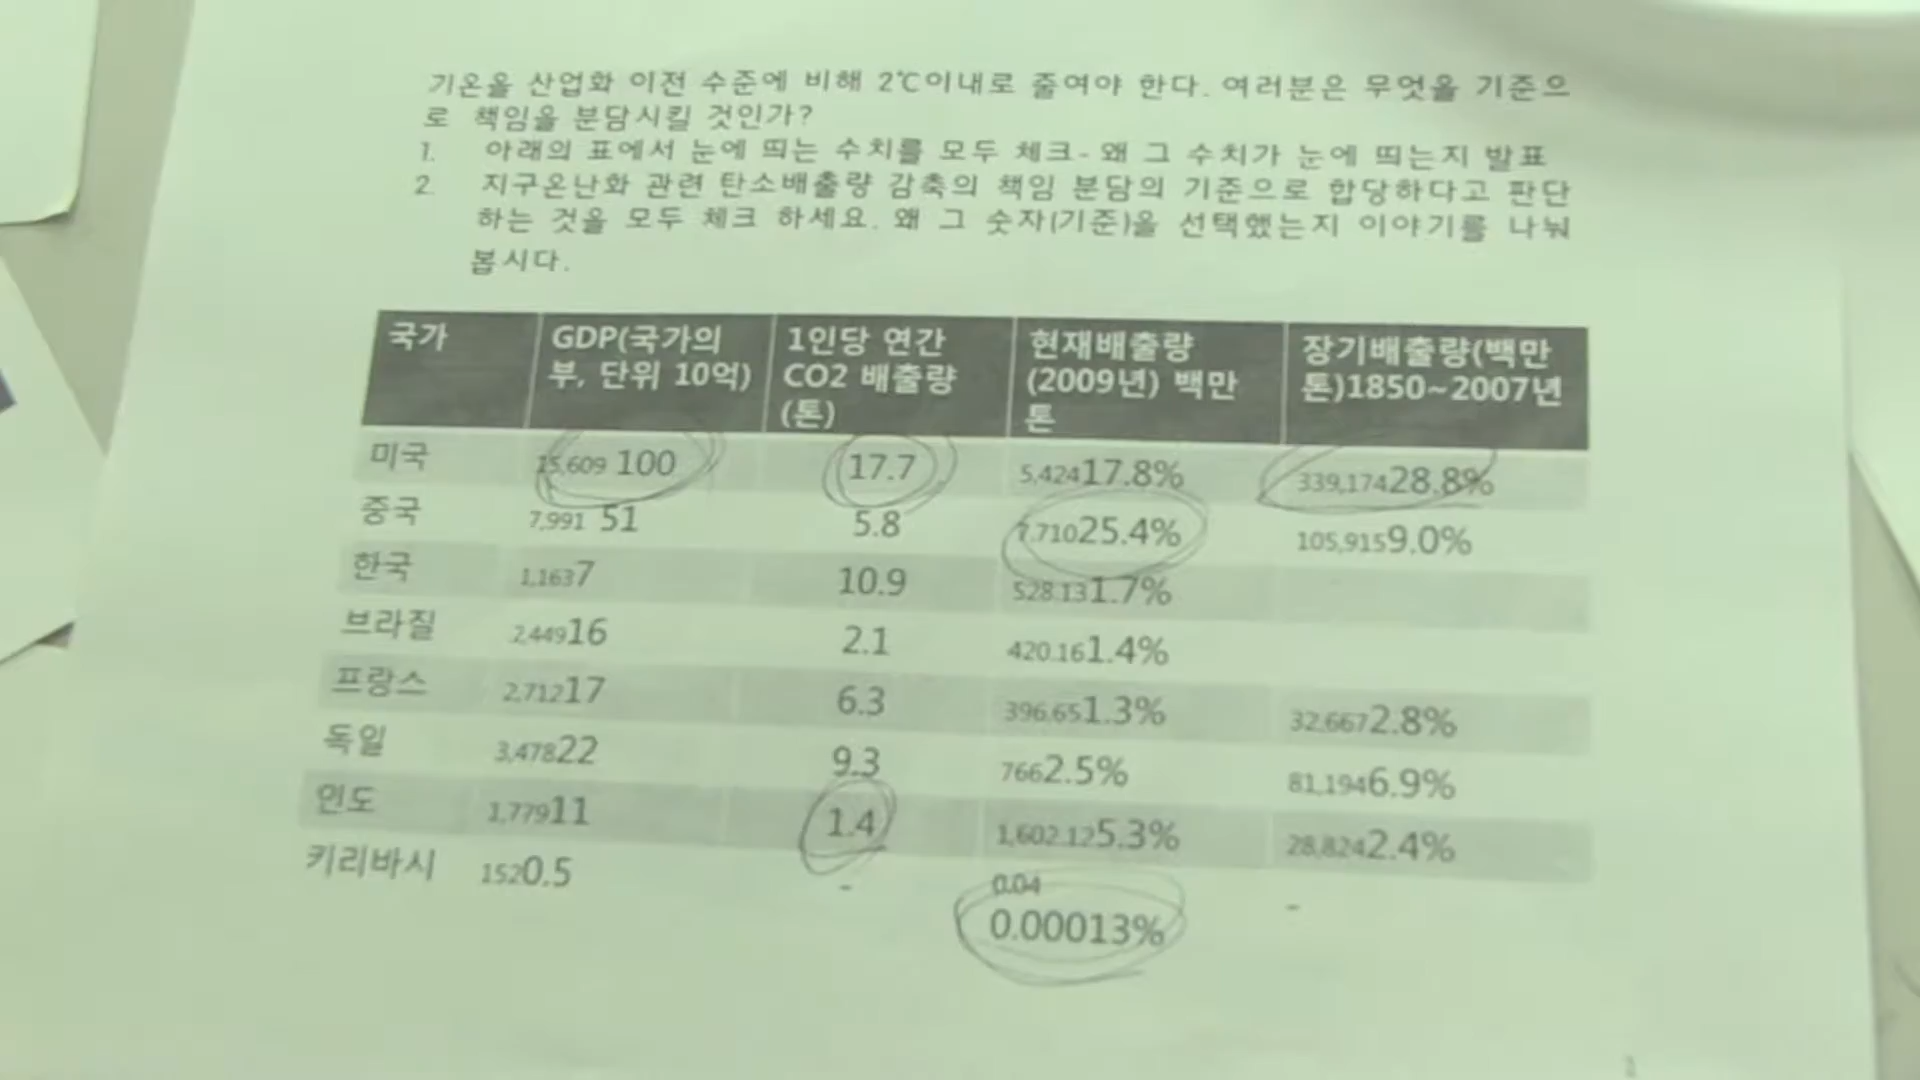 기온을 산업화 이전 수준에 비해 2℃이내로 줄여야 한다. 여러분은 무엇을 기준으
로 책임을 분담시킬 것인가?
1. 아래의 표에서 눈에 띄는 수치를 모두 체크- 왜 그 수치가 눈에 띄는지 발표
2. 지구온난화 관련 탄소배출량 감축의 책임 분담의 기준으로 합당하다고 판단
하는 것을 모두 체크 하세요. 왜 그 숫자(기준)을 선택했는지 이야기를 나눠
봅시다.
국가 GDP(국가의 부, 단위 10억) 1인당 연간 CO2 배출량 (톤) 현재배출량 (2009년) 백만 톤 장기배출량(백만 톤)1850~2007년
미국 15,609 100 17.7 5,424 17.8% 339,174 28.8%
중국 7,991 51 5.8 7,710 25.4% 105,915 9.0%
한국 1,163 7 10.9 528.13 1.7%
브라질 2,449 16 2.1 420.16 1.4%
프랑스 2,712 17 6.3 396.65 1.3% 32,667 2.8%
독일 3,478 22 9.3 766 2.5% 81,194 6.9%
인도 1,779 11 1.4 1,602.12 5.3% 28,824 2.4%
키리바시 152 0.5 - 0.04 0.00013% -
1